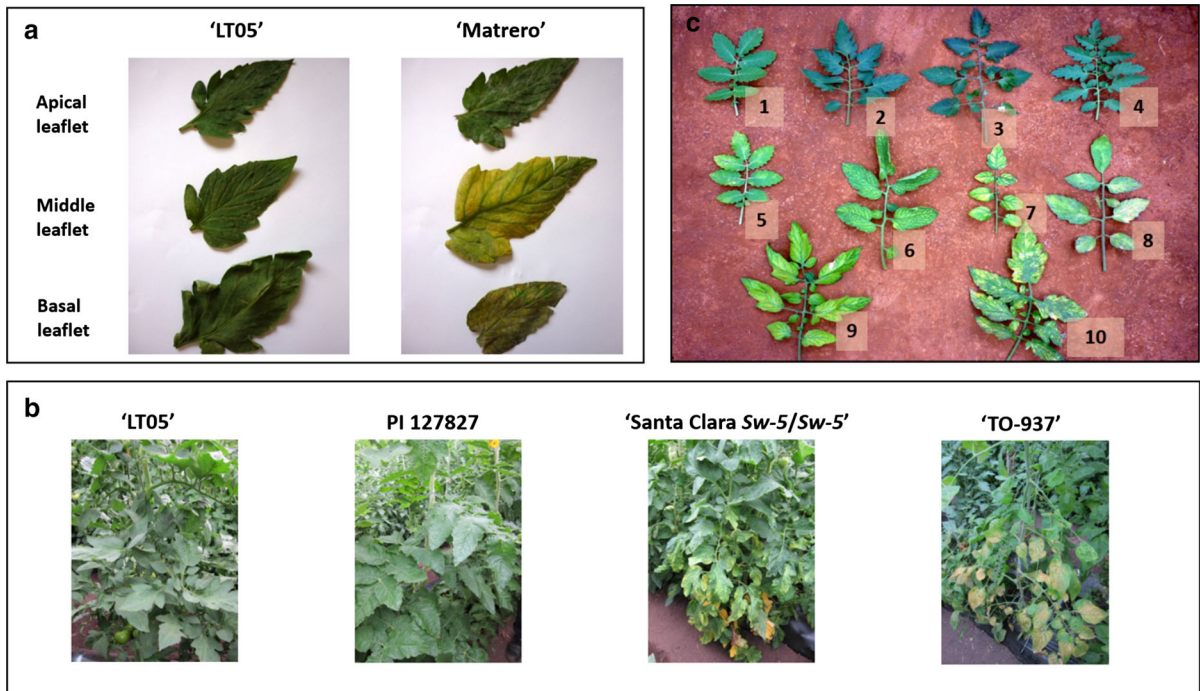 a
‘LT05’
‘Matrero’
Apical
leaflet
Middle
leaflet
Basal
leaflet
c
1
2
3
4
5
6
7
8
9
10
b
‘LT05’
PI 127827
‘Santa Clara Sw-5/Sw-5’
‘TO-937’